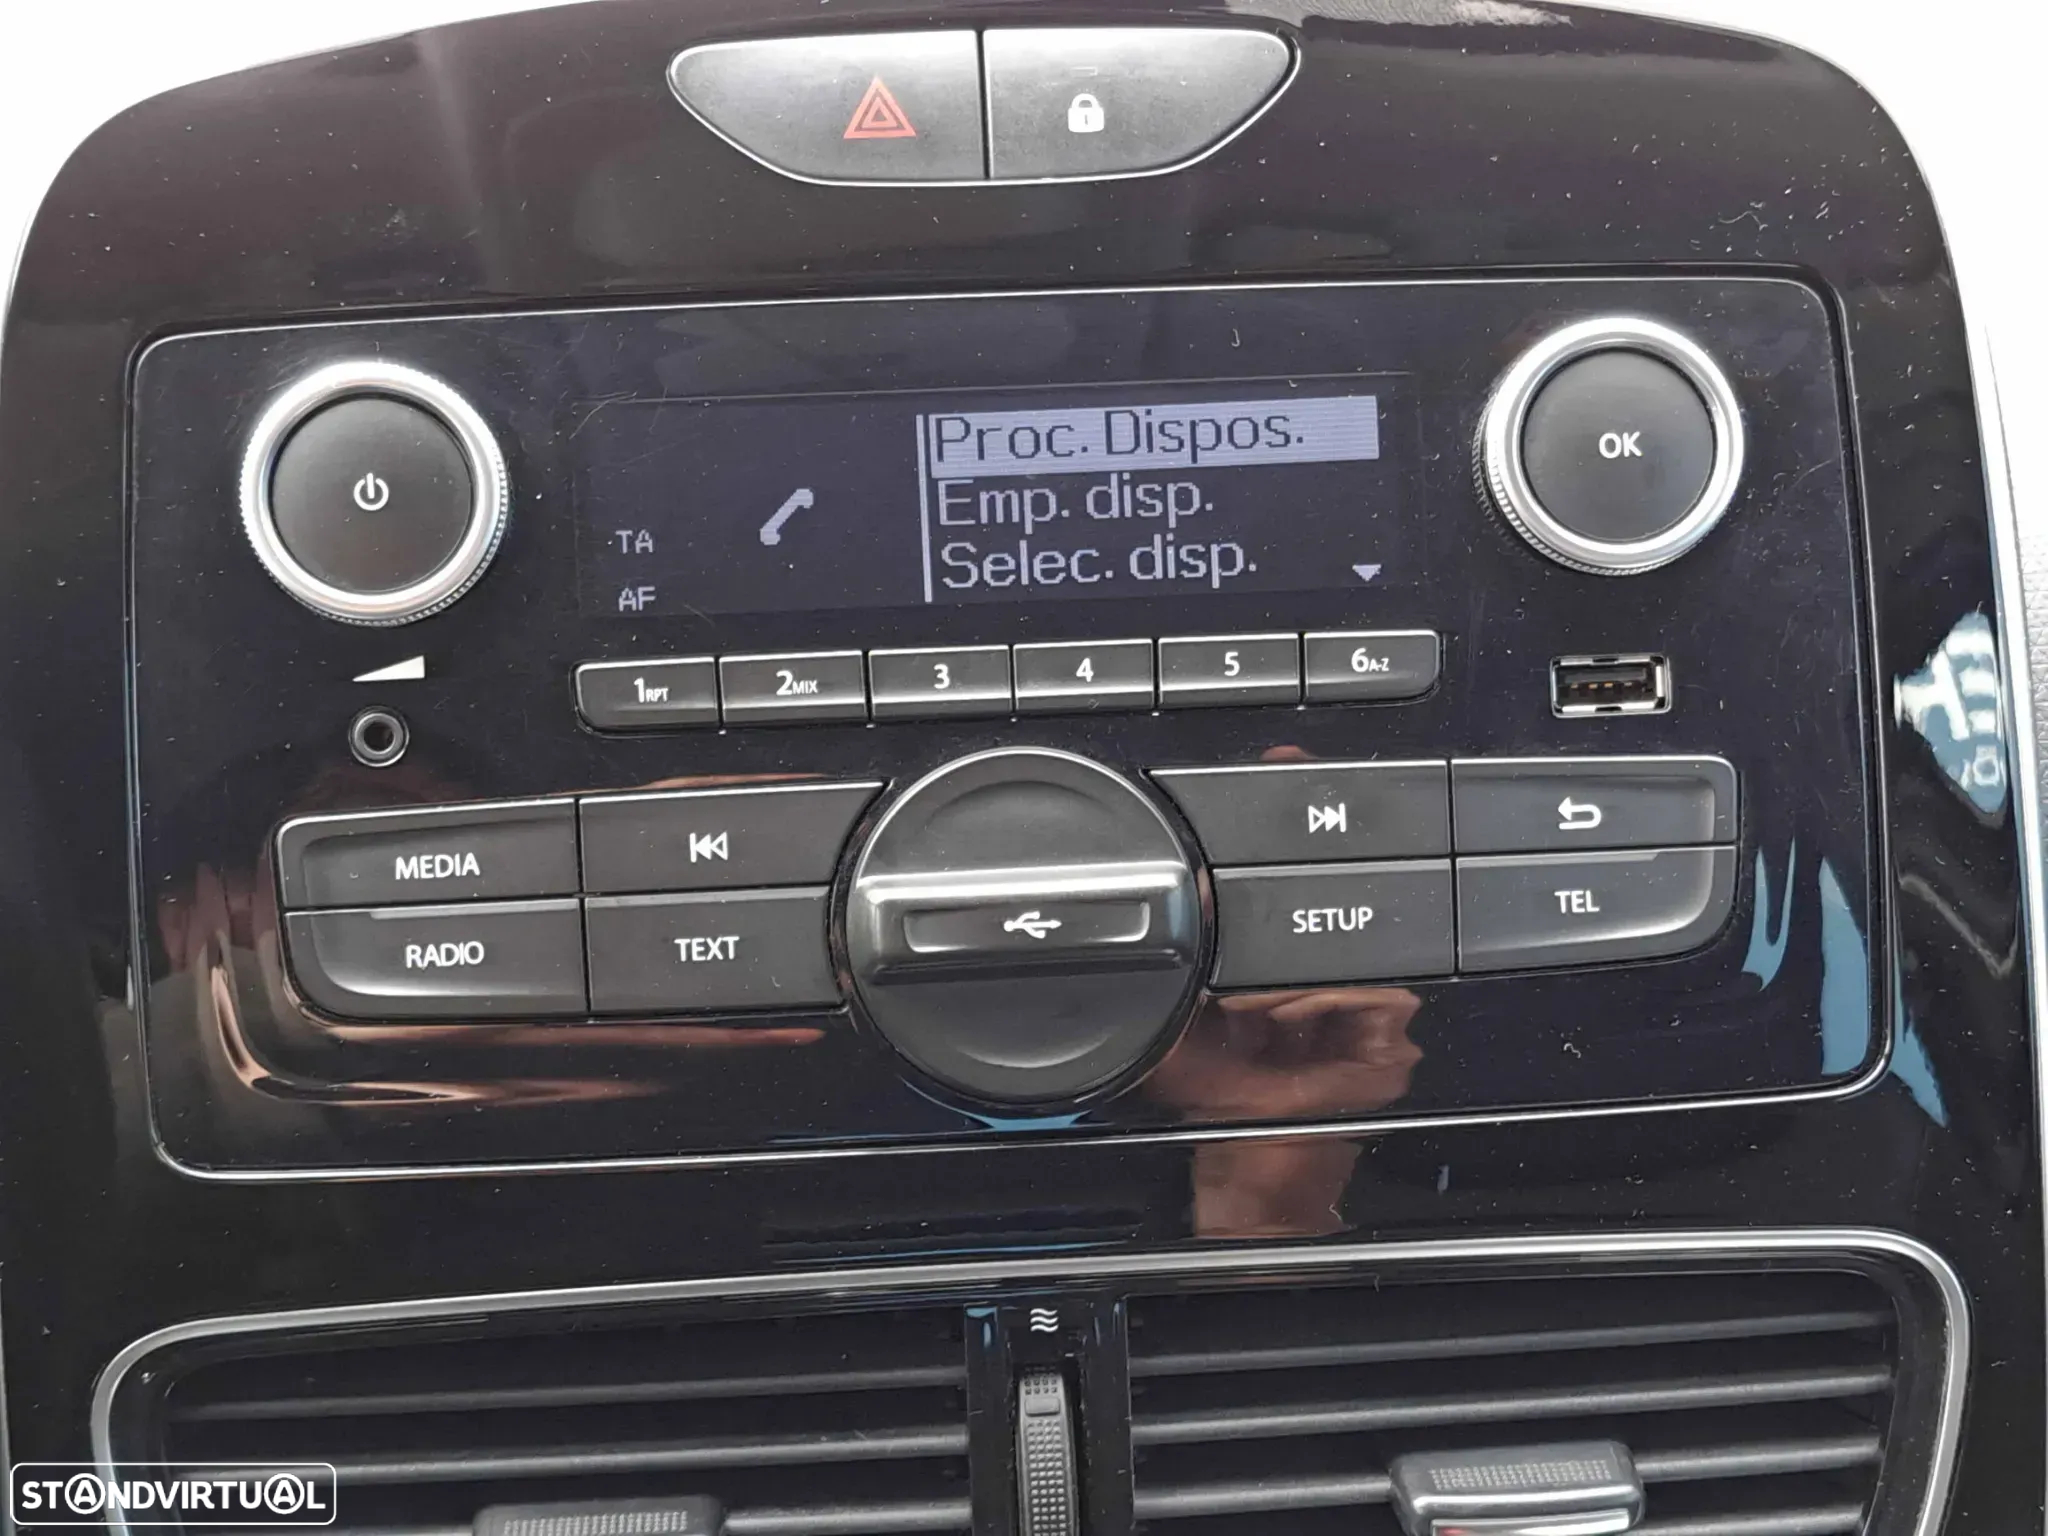 Proc. Dispos.
Emp. disp.
Selec. disp.
TA
AF
OK
1RPT
2MIX
3
4
5
6A-Z
MEDIA
RADIO
TEXT
SETUP
TEL
STANDVIRTUAL